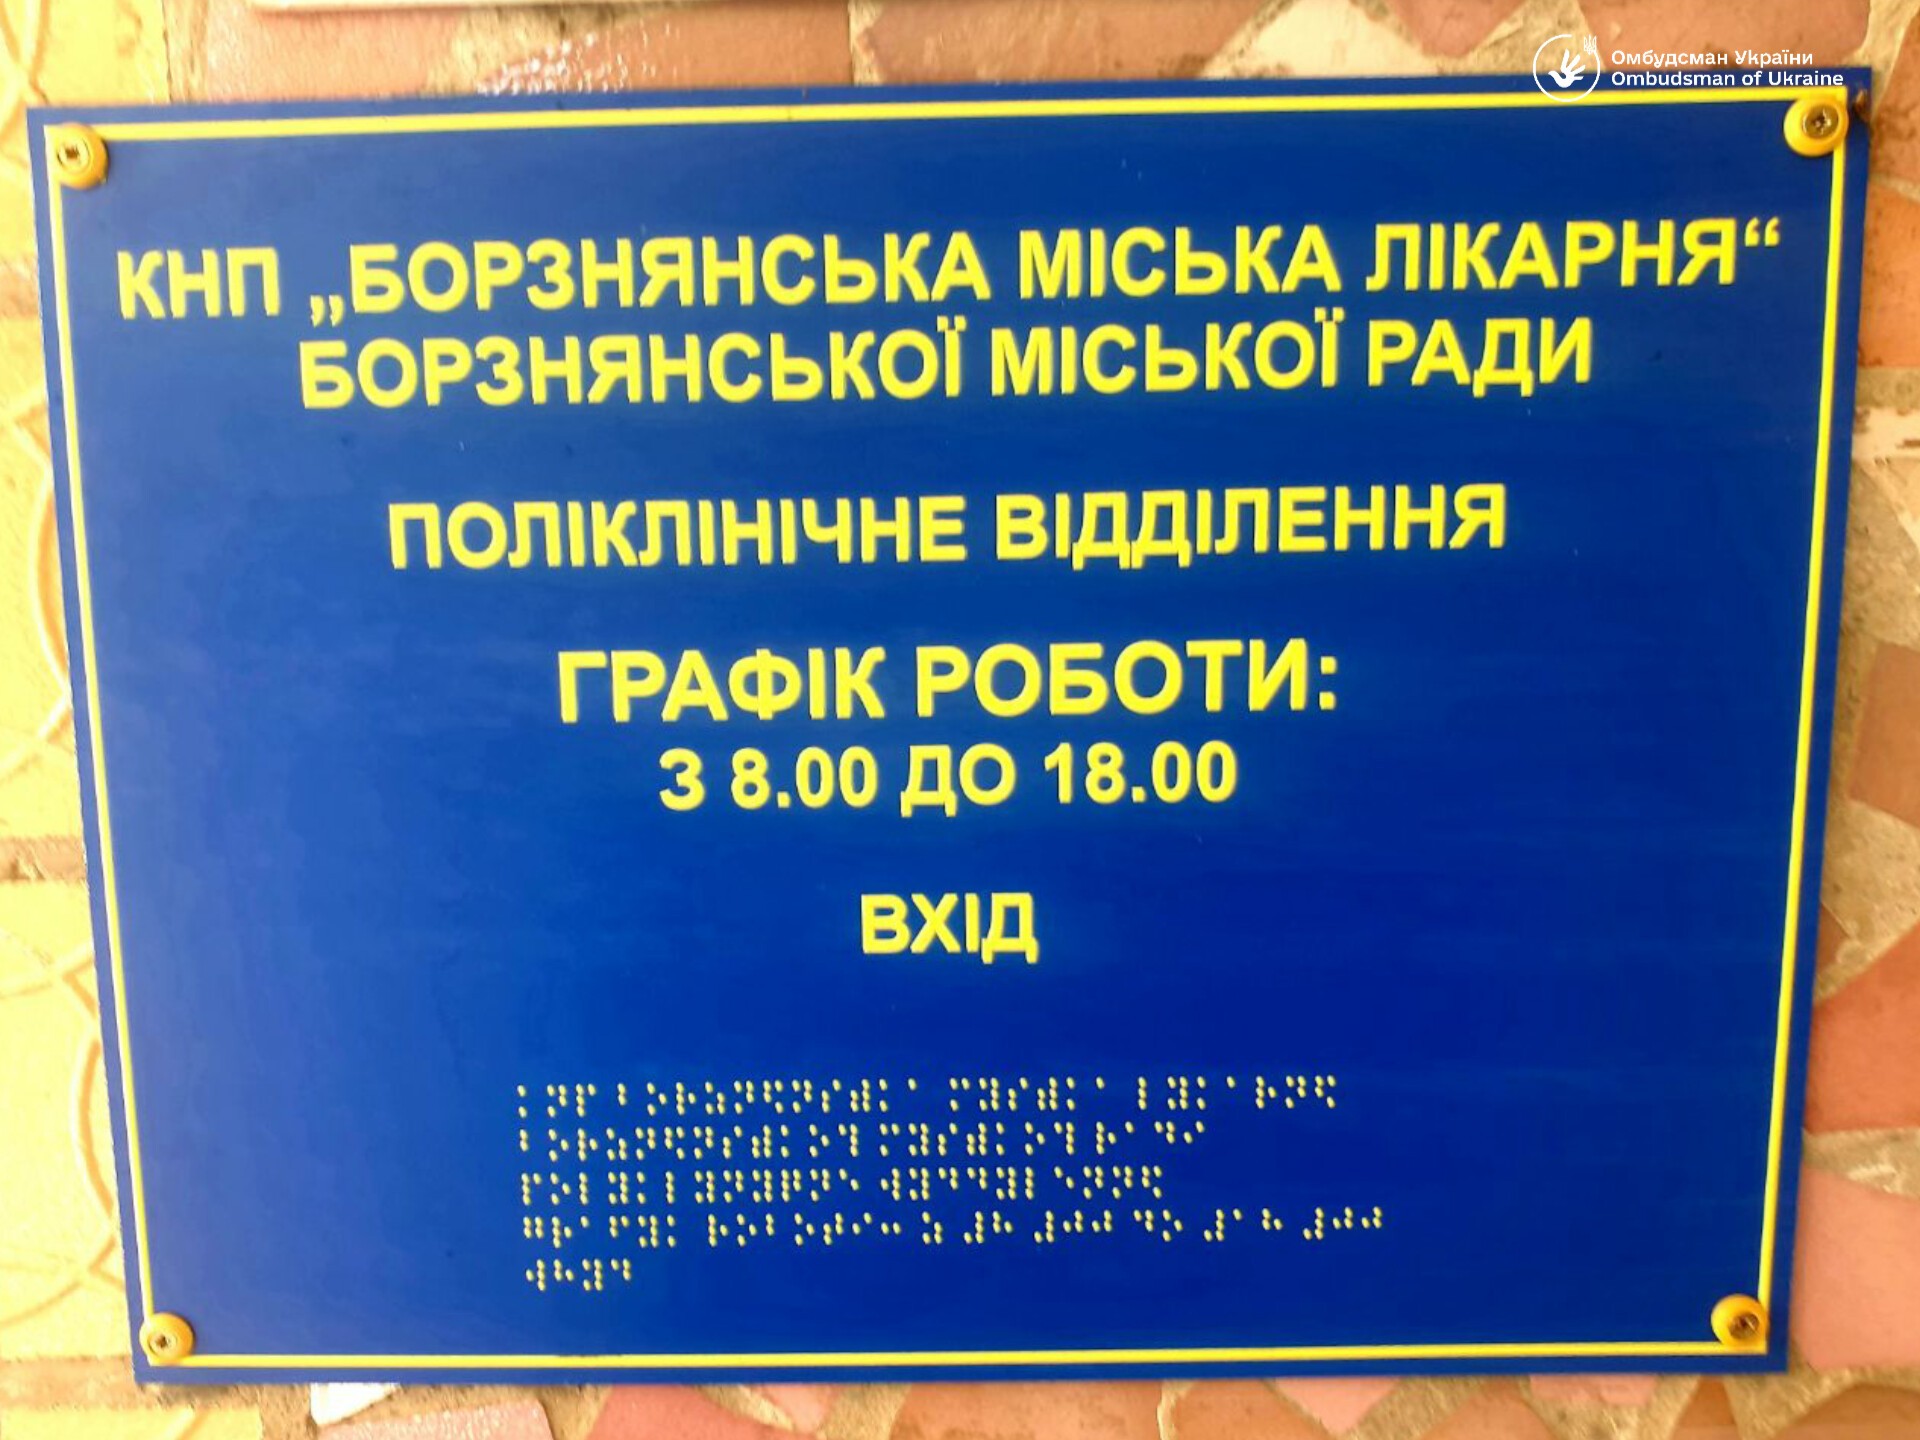 Омбудсман України
Ombudsman of Ukraine
КНП „БОРЗНЯНСЬКА МІСЬКА ЛІКАРНЯ“
БОРЗНЯНСЬКОЇ МІСЬКОЇ РАДИ
ПОЛІКЛІНІЧНЕ ВІДДІЛЕННЯ
ГРАФІК РОБОТИ:
З 8.00 ДО 18.00
ВХІД